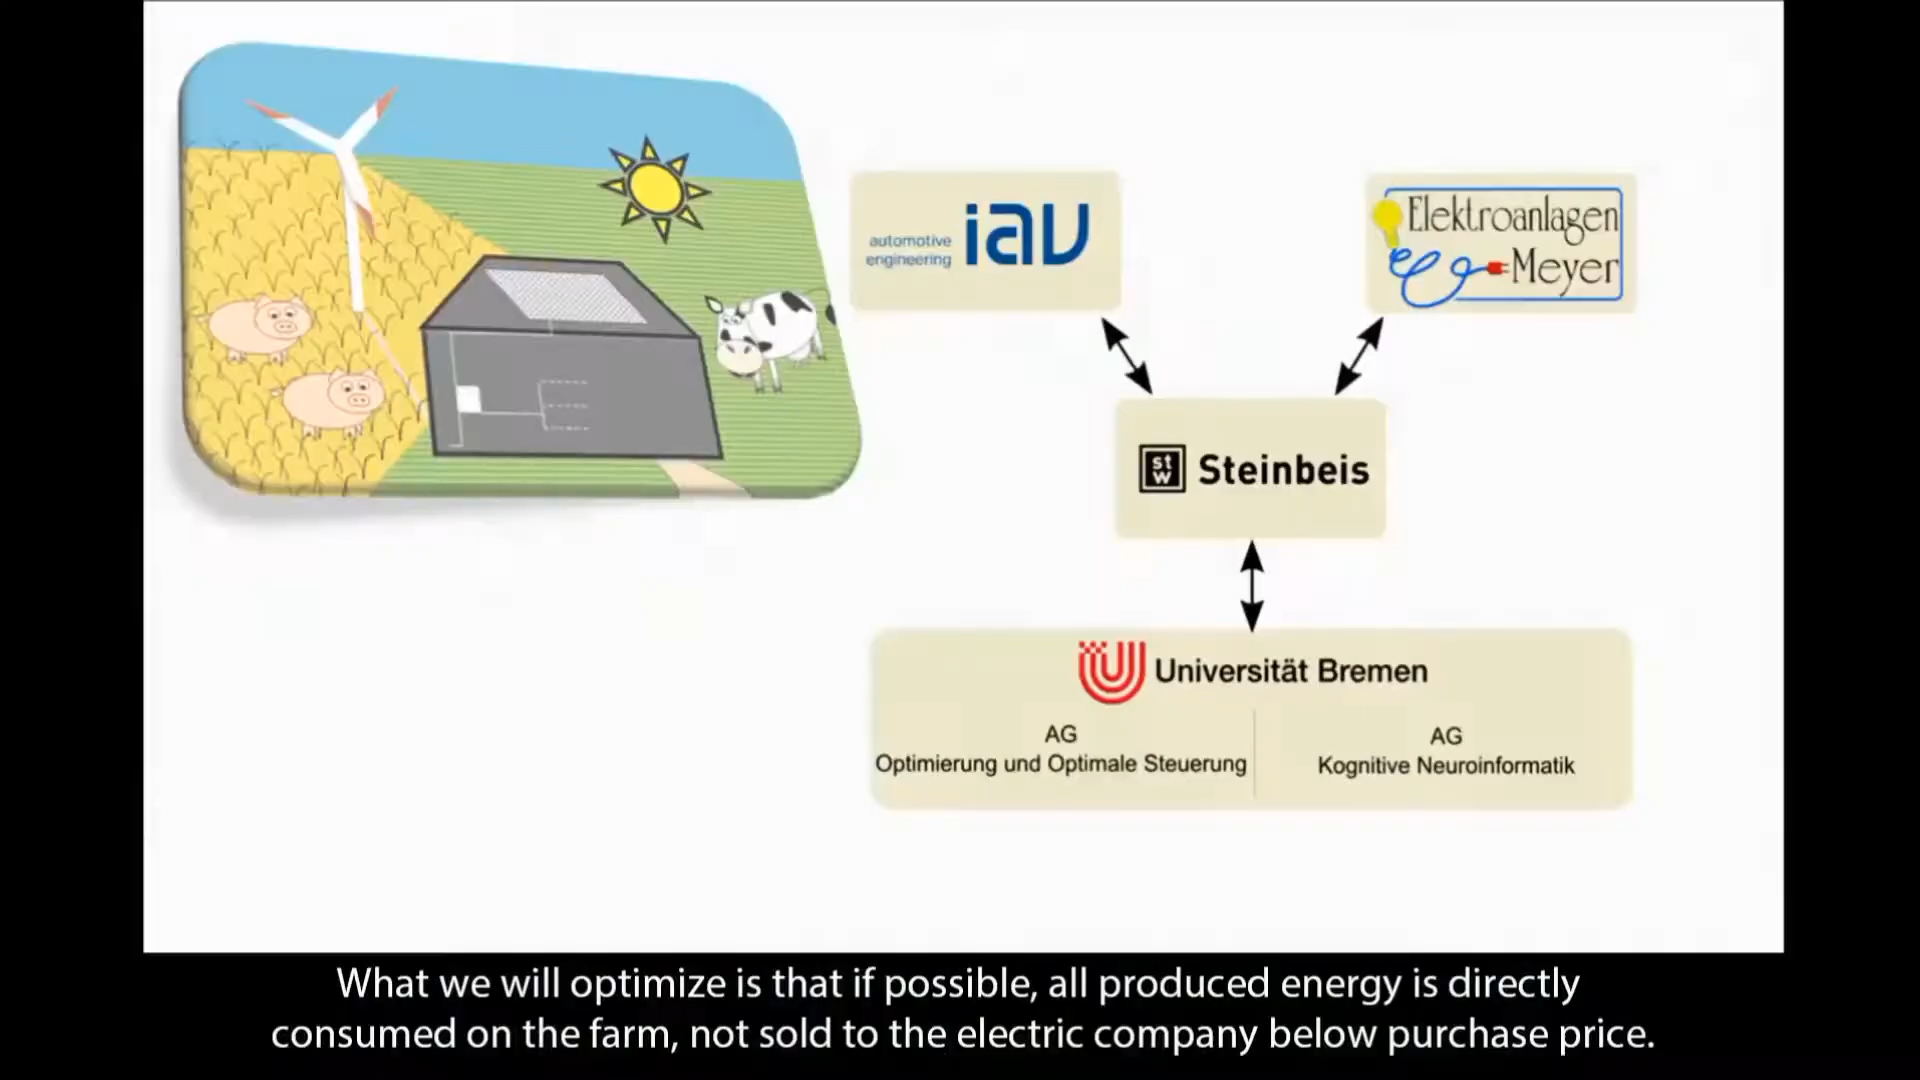 automotive
engineering
iav
Elektroanlagen
Meyer
st
w
Steinbeis
Universität Bremen
AG
Optimierung und Optimale Steuerung
AG
Kognitive Neuroinformatik
What we will optimize is that if possible, all produced energy is directly
consumed on the farm, not sold to the electric company below purchase price.